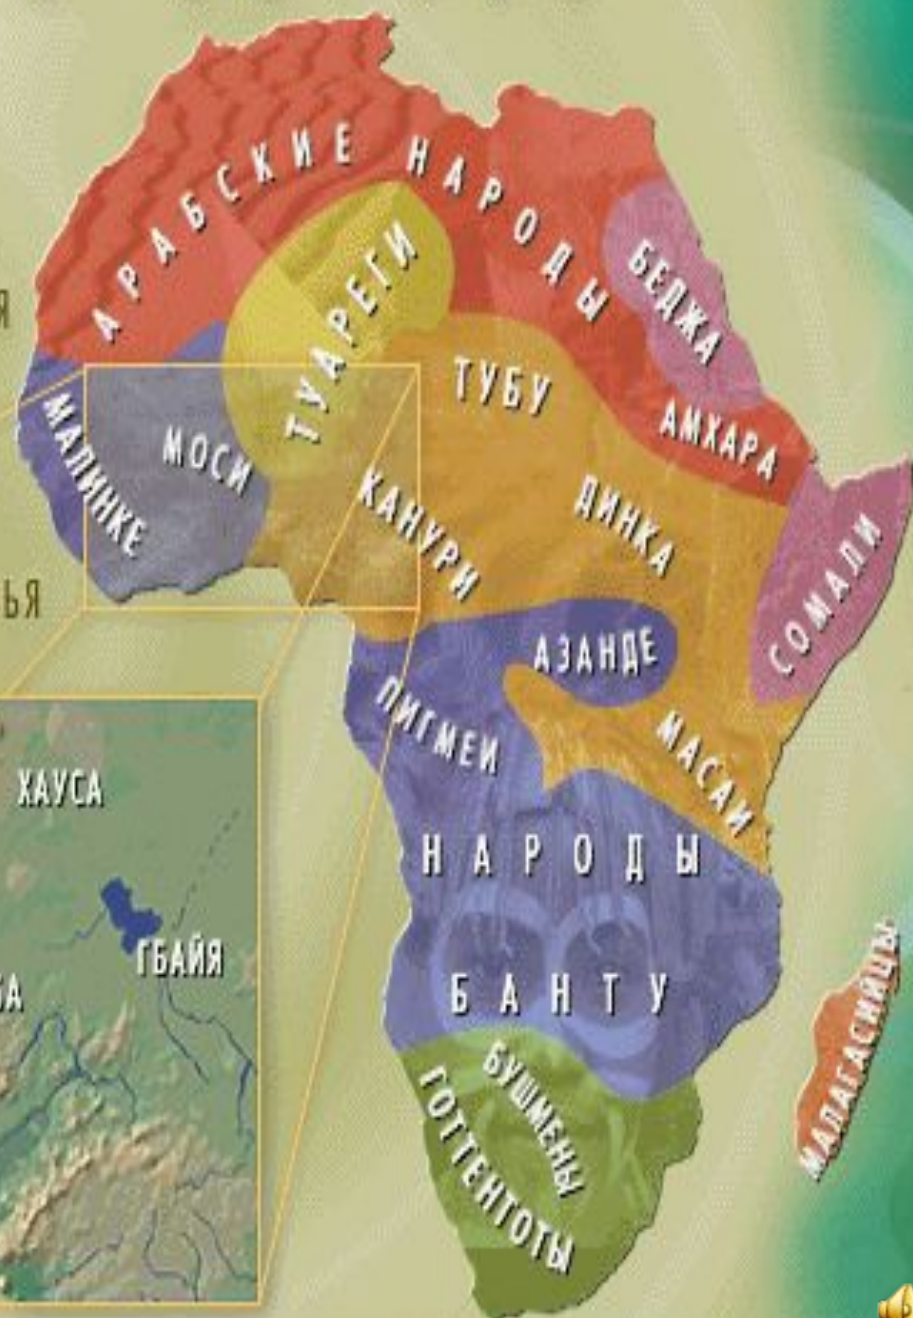 АРАБСКИЕ НАРОДЫ
БЕДЖА
ТУАРЕГИ
ТУБУ
АМХАРА
МАЛИНКЕ
МОСИ
КАНУРИ
ДИНКА
СОМАЛИ
АЗАНДЕ
ПИГМЕИ
МАСАИ
ХАУСА
НАРОДЫ
БАНТУ
ГБАЙЯ
МАЛАГАСИЙЦЫ
БУШМЕНЫ
ГОТТЕНТОТЫ